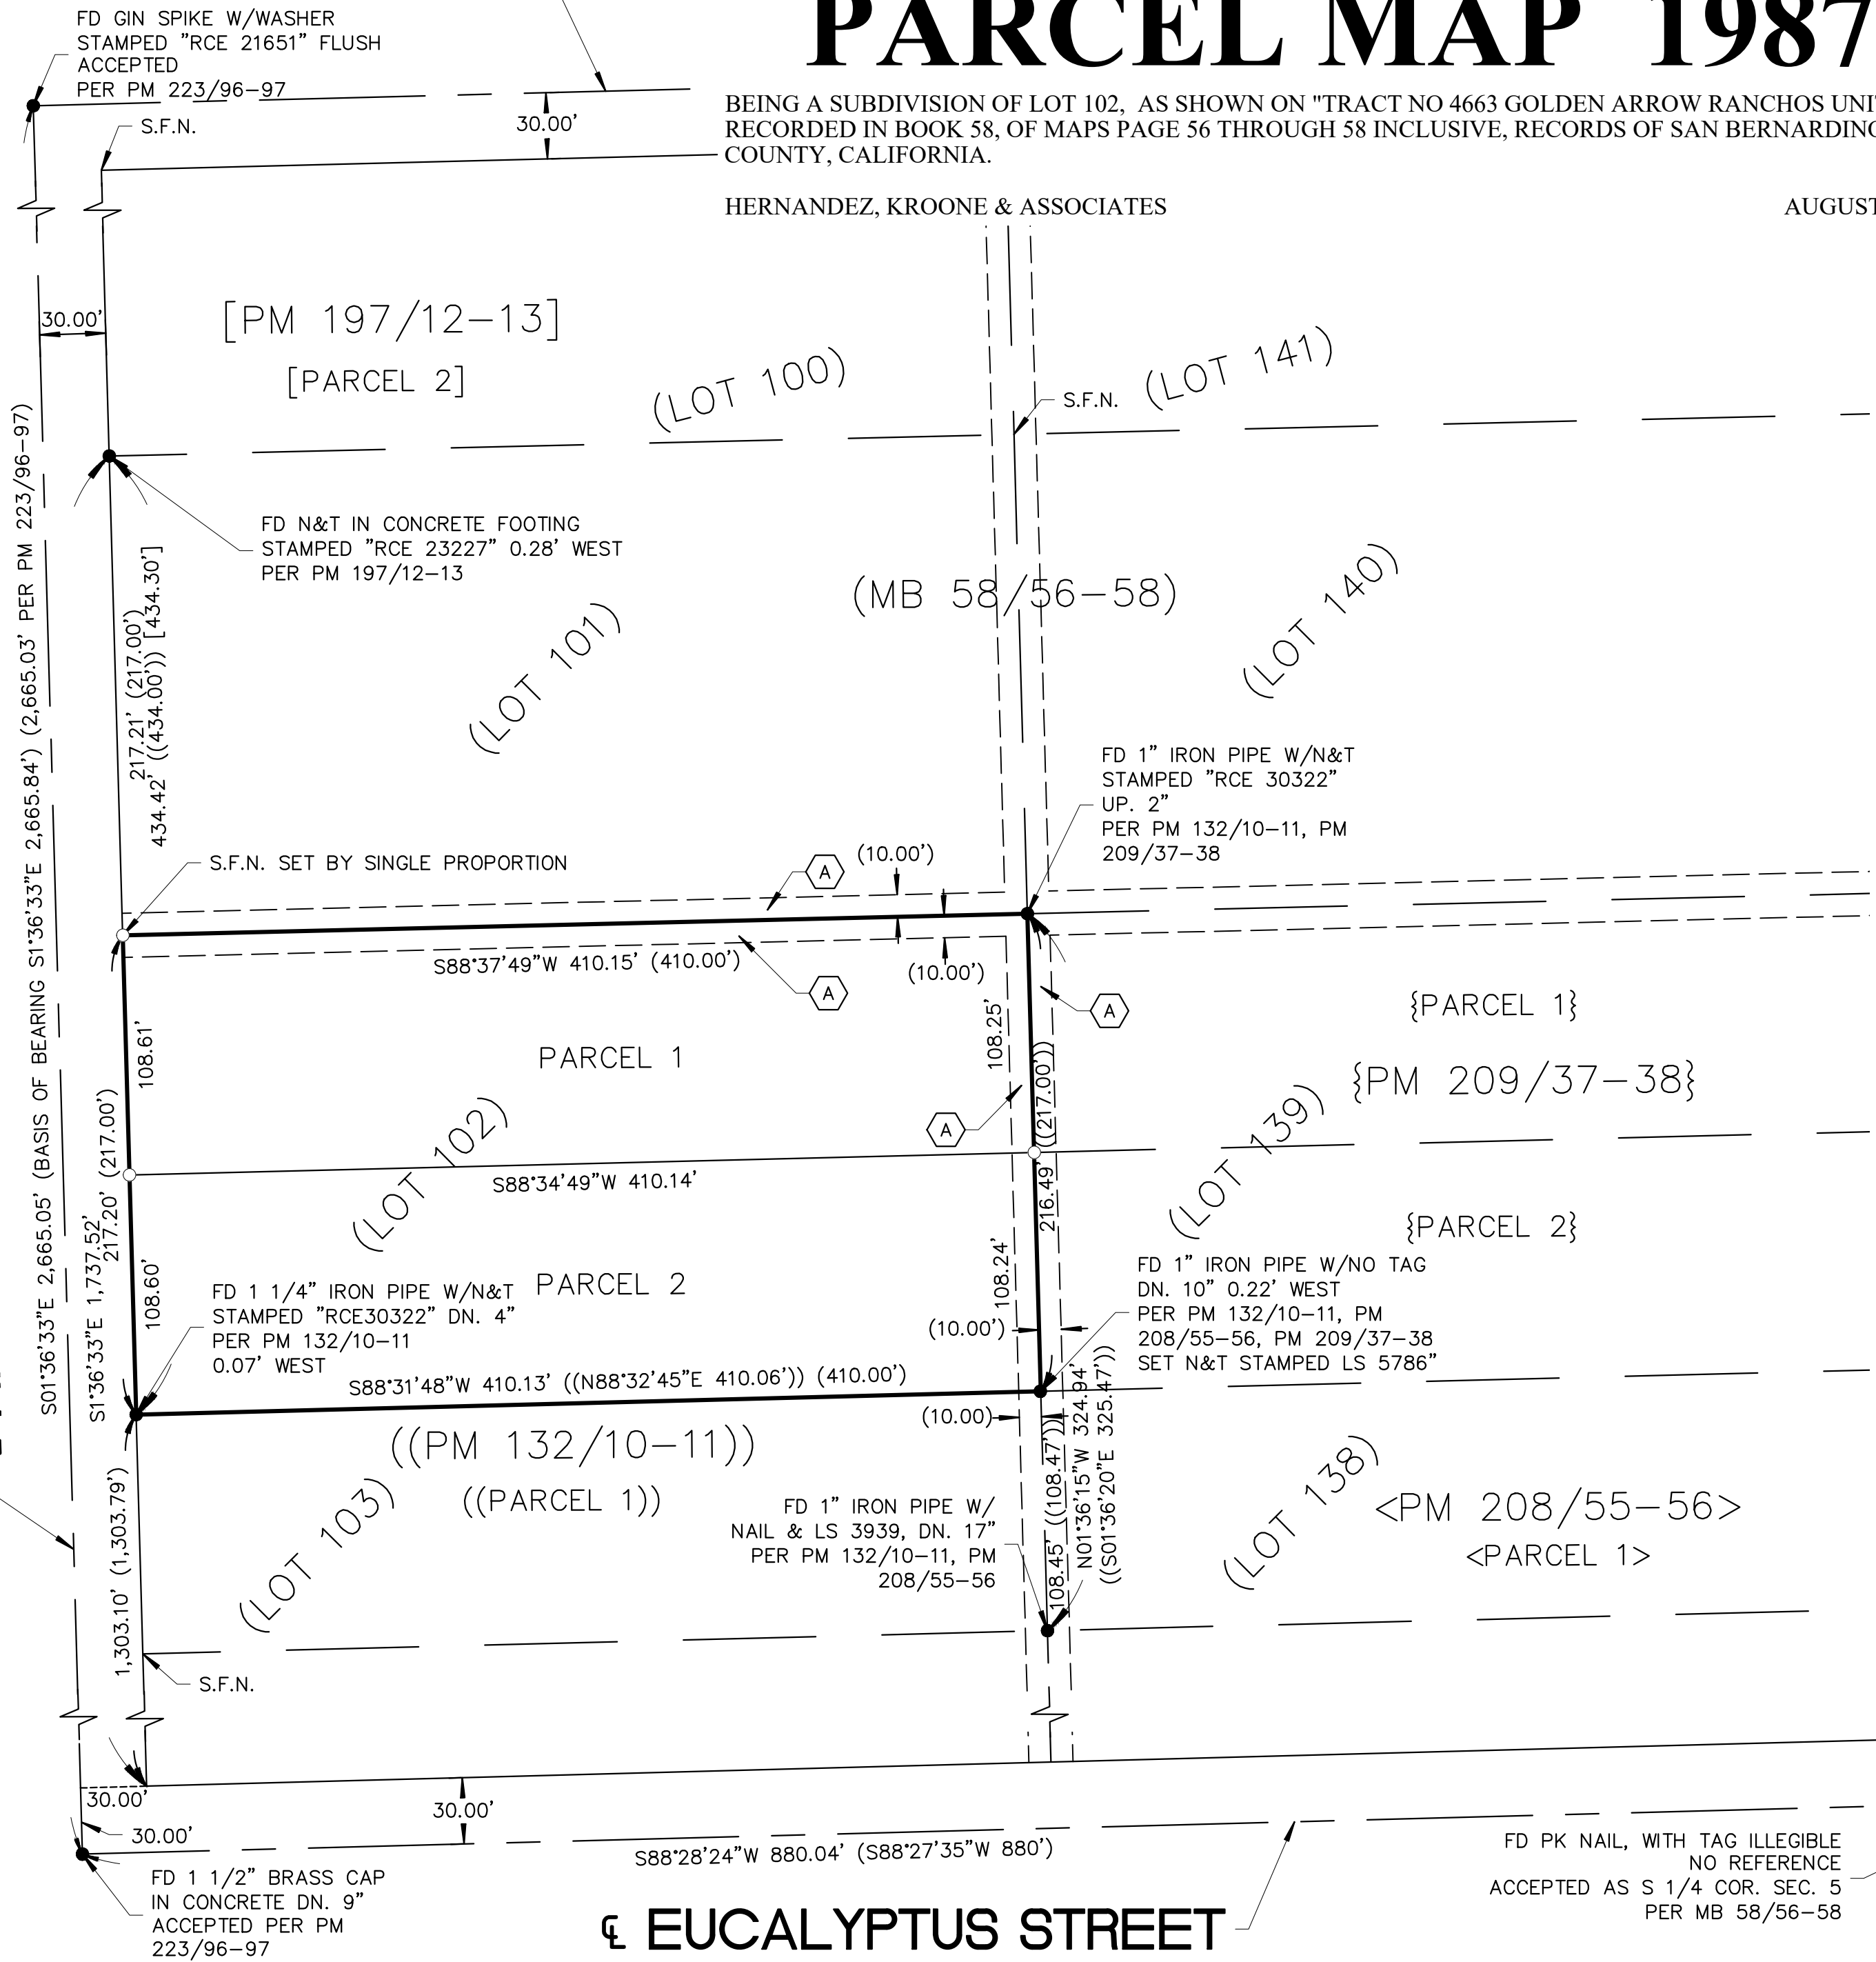 FD GIN SPIKE W/WASHER
STAMPED "RCE 21651" FLUSH
ACCEPTED
PER PM 223/96-97
PARCEL MAP 1987
BEING A SUBDIVISION OF LOT 102, AS SHOWN ON "TRACT NO 4663 GOLDEN ARROW RANCHOS
RECORDED IN BOOK 58, OF MAPS PAGE 56 THROUGH 58 INCLUSIVE, RECORDS OF SAN BERNARDINO
COUNTY, CALIFORNIA.
HERNANDEZ, KROONE & ASSOCIATES
AUGUST
S.F.N.
30.00'
30.00'
[PM 197/12-13]
[PARCEL 2]
(LOT 100)
(LOT 141)
S.F.N.
FD N&T IN CONCRETE FOOTING
STAMPED "RCE 23227" 0.28' WEST
PER PM 197/12-13
(MB 58/56-58)
(LOT 101)
(LOT 140)
217.21' (217.00')
434.42' ((434.00')) [434.30']
S01°36'33"E 2,665.05' (BASIS OF BEARING S1°36'33"E 2,665.84') (2,665.03' PER PM 223/96-97)
FD 1" IRON PIPE W/N&T
STAMPED "RCE 30322"
UP. 2"
PER PM 132/10-11, PM
209/37-38
S.F.N. SET BY SINGLE PROPORTION
A
(10.00')
S88°37'49"W 410.15' (410.00')
(10.00')
A
A
108.61'
108.25'
PARCEL 1
{PARCEL 1}
{PM 209/37-38}
((217.00'))
A
(LOT 102)
(LOT 139)
S88°34'49"W 410.14'
216.49'
{PARCEL 2}
217.20' (217.00')
S1°36'33"E 1,737.52'
108.60'
108.24'
PARCEL 2
FD 1 1/4" IRON PIPE W/N&T
STAMPED "RCE30322" DN. 4"
PER PM 132/10-11
0.07' WEST
FD 1" IRON PIPE W/NO TAG
DN. 10" 0.22' WEST
PER PM 132/10-11, PM
208/55-56, PM 209/37-38
SET N&T STAMPED LS 5786"
(10.00')
S88°31'48"W 410.13' ((N88°32'45"E 410.06')) (410.00')
(10.00)
((PM 132/10-11))
((PARCEL 1))
(LOT 103)
(LOT 138)
<PM 208/55-56>
<PARCEL 1>
108.45' ((108.47'))
N01°36'15"W 324.94'
((S01°36'20"E 325.47'))
FD 1" IRON PIPE W/
NAIL & LS 3939, DN. 17"
PER PM 132/10-11, PM
208/55-56
1,303.10' (1,303.79')
S.F.N.
30.00'
30.00'
30.00'
S88°28'24"W 880.04' (S88°27'35"W 880')
FD 1 1/2" BRASS CAP
IN CONCRETE DN. 9"
ACCEPTED PER PM
223/96-97
℄ EUCALYPTUS STREET
FD PK NAIL, WITH TAG ILLEGIBLE
NO REFERENCE
ACCEPTED AS S 1/4 COR. SEC. 5
PER MB 58/56-58